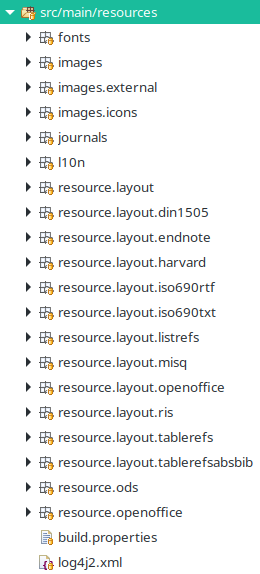 src/main/resources
fonts
images
images.external
images.icons
journals
l10n
resource.layout
resource.layout.din1505
resource.layout.endnote
resource.layout.harvard
resource.layout.iso690rtf
resource.layout.iso690txt
resource.layout.listrefs
resource.layout.misq
resource.layout.openoffice
resource.layout.ris
resource.layout.tablerefs
resource.layout.tablerefsabsbib
resource.ods
resource.openoffice
build.properties
log4j2.xml